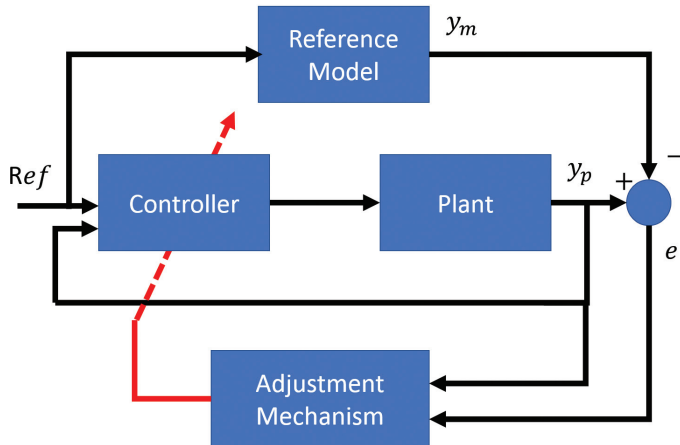 Reference
Model
y_m
−
Ref
Controller
Plant
y_p
+
e
Adjustment
Mechanism